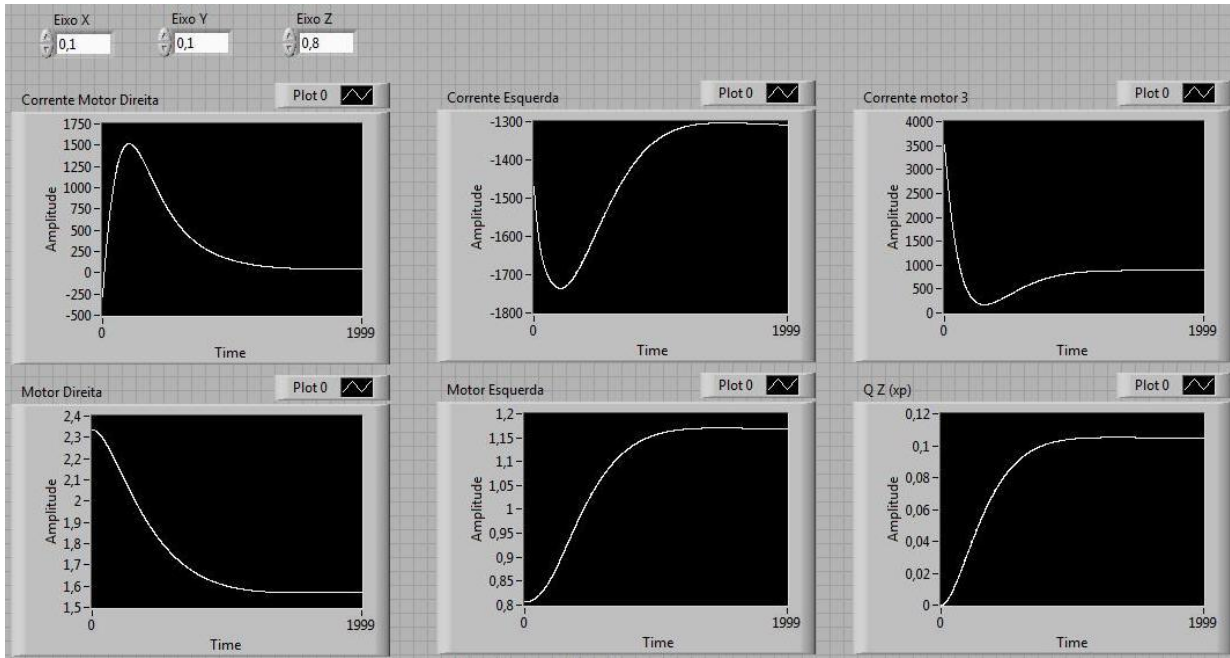 Eixo X
Eixo Y
Eixo Z
0,1
0,1
0,8
Corrente Motor Direita
Plot 0
Amplitude
1750
1500
1250
1000
750
500
250
0
-250
-500
0
1999
Time
Corrente Esquerda
Plot 0
Amplitude
-1300
-1400
-1500
-1600
-1700
-1800
0
1999
Time
Corrente motor 3
Plot 0
Amplitude
4000
3500
3000
2500
2000
1500
1000
500
0
0
1999
Time
Motor Direita
Plot 0
Amplitude
2,4
2,3
2,2
2,1
2
1,9
1,8
1,7
1,6
1,5
0
1999
Time
Motor Esquerda
Plot 0
Amplitude
1,2
1,15
1,1
1,05
1
0,95
0,9
0,85
0,8
0
1999
Time
Q Z (xp)
Plot 0
Amplitude
0,12
0,1
0,08
0,06
0,04
0,02
0
0
1999
Time